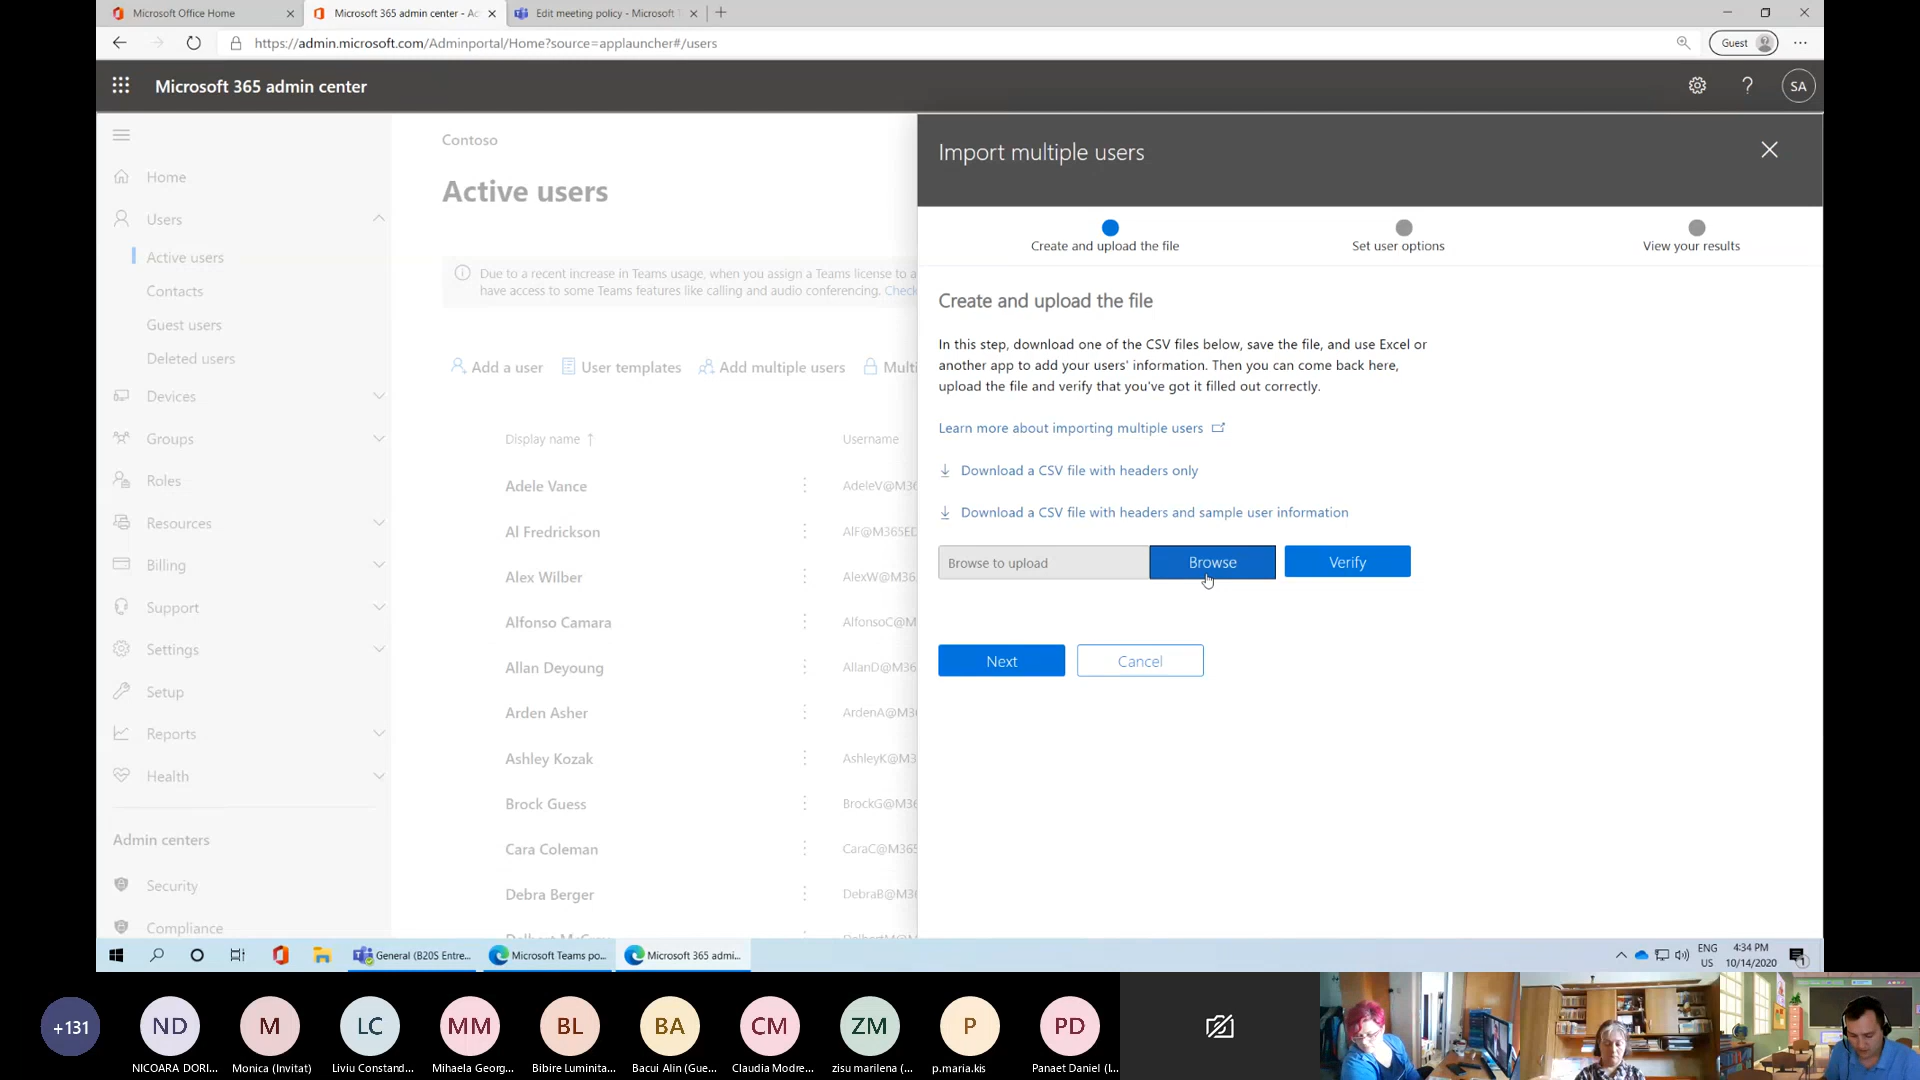 Microsoft Office Home
Microsoft 365 admin center - Ac
Edit meeting policy - Microsoft T
https://admin.microsoft.com/Adminportal/Home?source=applauncher#/users
Guest
Microsoft 365 admin center
?
SA
Home
Users
Active users
Contacts
Guest users
Deleted users
Devices
Groups
Roles
Resources
Billing
Support
Settings
Setup
Reports
Health
Admin centers
Security
Compliance
Contoso
Active users
Due to a recent increase in Teams usage, when you assign a Teams license to a
have access to some Teams features like calling and audio conferencing. Check
Add a user
User templates
Add multiple users
Multi
Display name ↑
Username
Adele Vance
AdeleV@M36
Al Fredrickson
AlF@M365ED
Alex Wilber
AlexW@M36
Alfonso Camara
AlfonsoC@M
Allan Deyoung
AllanD@M36
Arden Asher
ArdenA@M36
Ashley Kozak
AshleyK@M3
Brock Guess
BrockG@M36
Cara Coleman
CaraC@M365
Debra Berger
DebraB@M36
Import multiple users
Create and upload the file
Set user options
View your results
Create and upload the file
In this step, download one of the CSV files below, save the file, and use Excel or
another app to add your users' information. Then you can come back here,
upload the file and verify that you've got it filled out correctly.
Learn more about importing multiple users
Download a CSV file with headers only
Download a CSV file with headers and sample user information
Browse to upload
Browse
Verify
Next
Cancel
General (B20S Entre...
Microsoft Teams po...
Microsoft 365 admi...
ENG
US
4:34 PM
10/14/2020
1
+131
ND
M
LC
MM
BL
BA
CM
ZM
P
PD
NICOARA DORI...
Monica (Invitat)
Liviu Constand...
Mihaela Georg...
Bibire Luminita...
Bacui Alin (Gue...
Claudia Modre...
zisu marilena (...
p.maria.kis
Panaet Daniel (I...